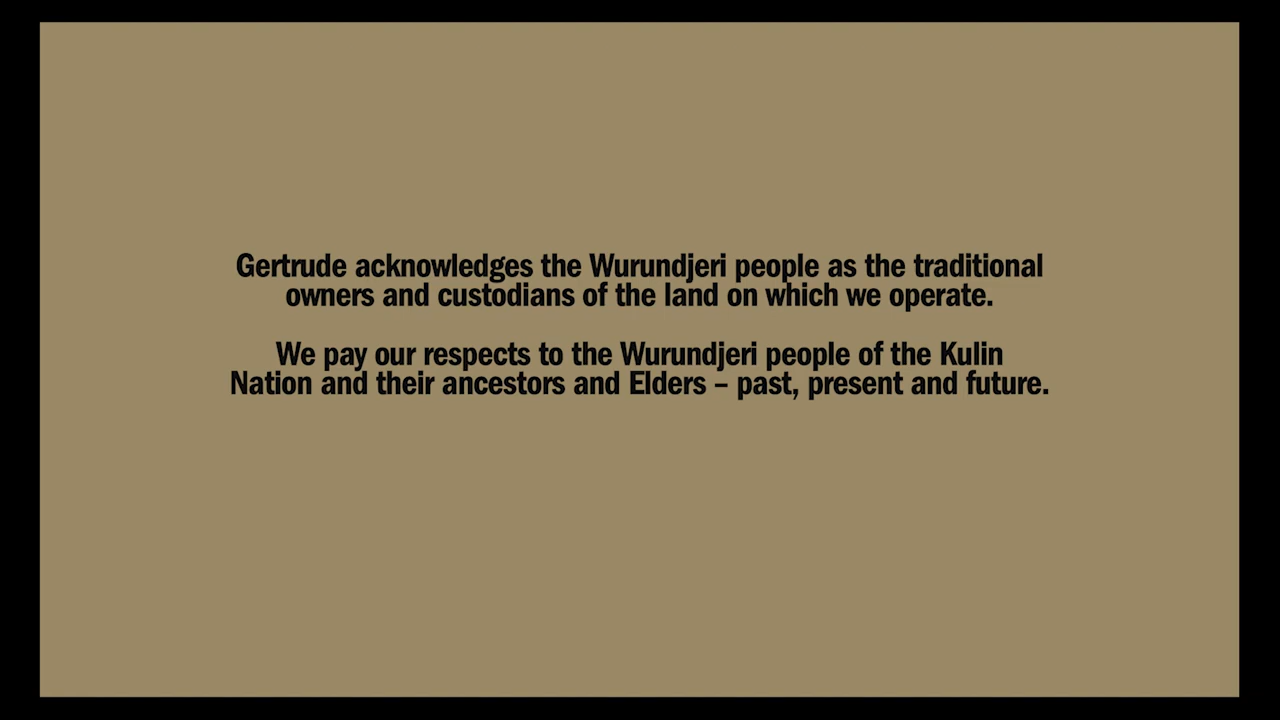 Gertrude acknowledges the Wurundjeri people as the traditional
owners and custodians of the land on which we operate.
We pay our respects to the Wurundjeri people of the Kulin
Nation and their ancestors and Elders – past, present and future.